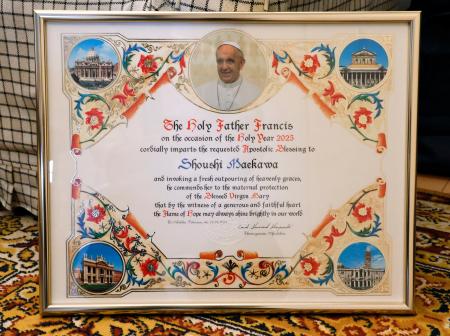 The Holy Father Francis
on the occasion of the Holy Year 2025
cordially imparts the requested Apostolic Blessing to
Shoushi Maekawa
and invoking a fresh outpouring of heavenly graces,
he commends her to the maternal protection
of the Blessed Virgin Mary
that by the witness of a generous and faithful heart
the flame of Hope may always shine brightly in our world